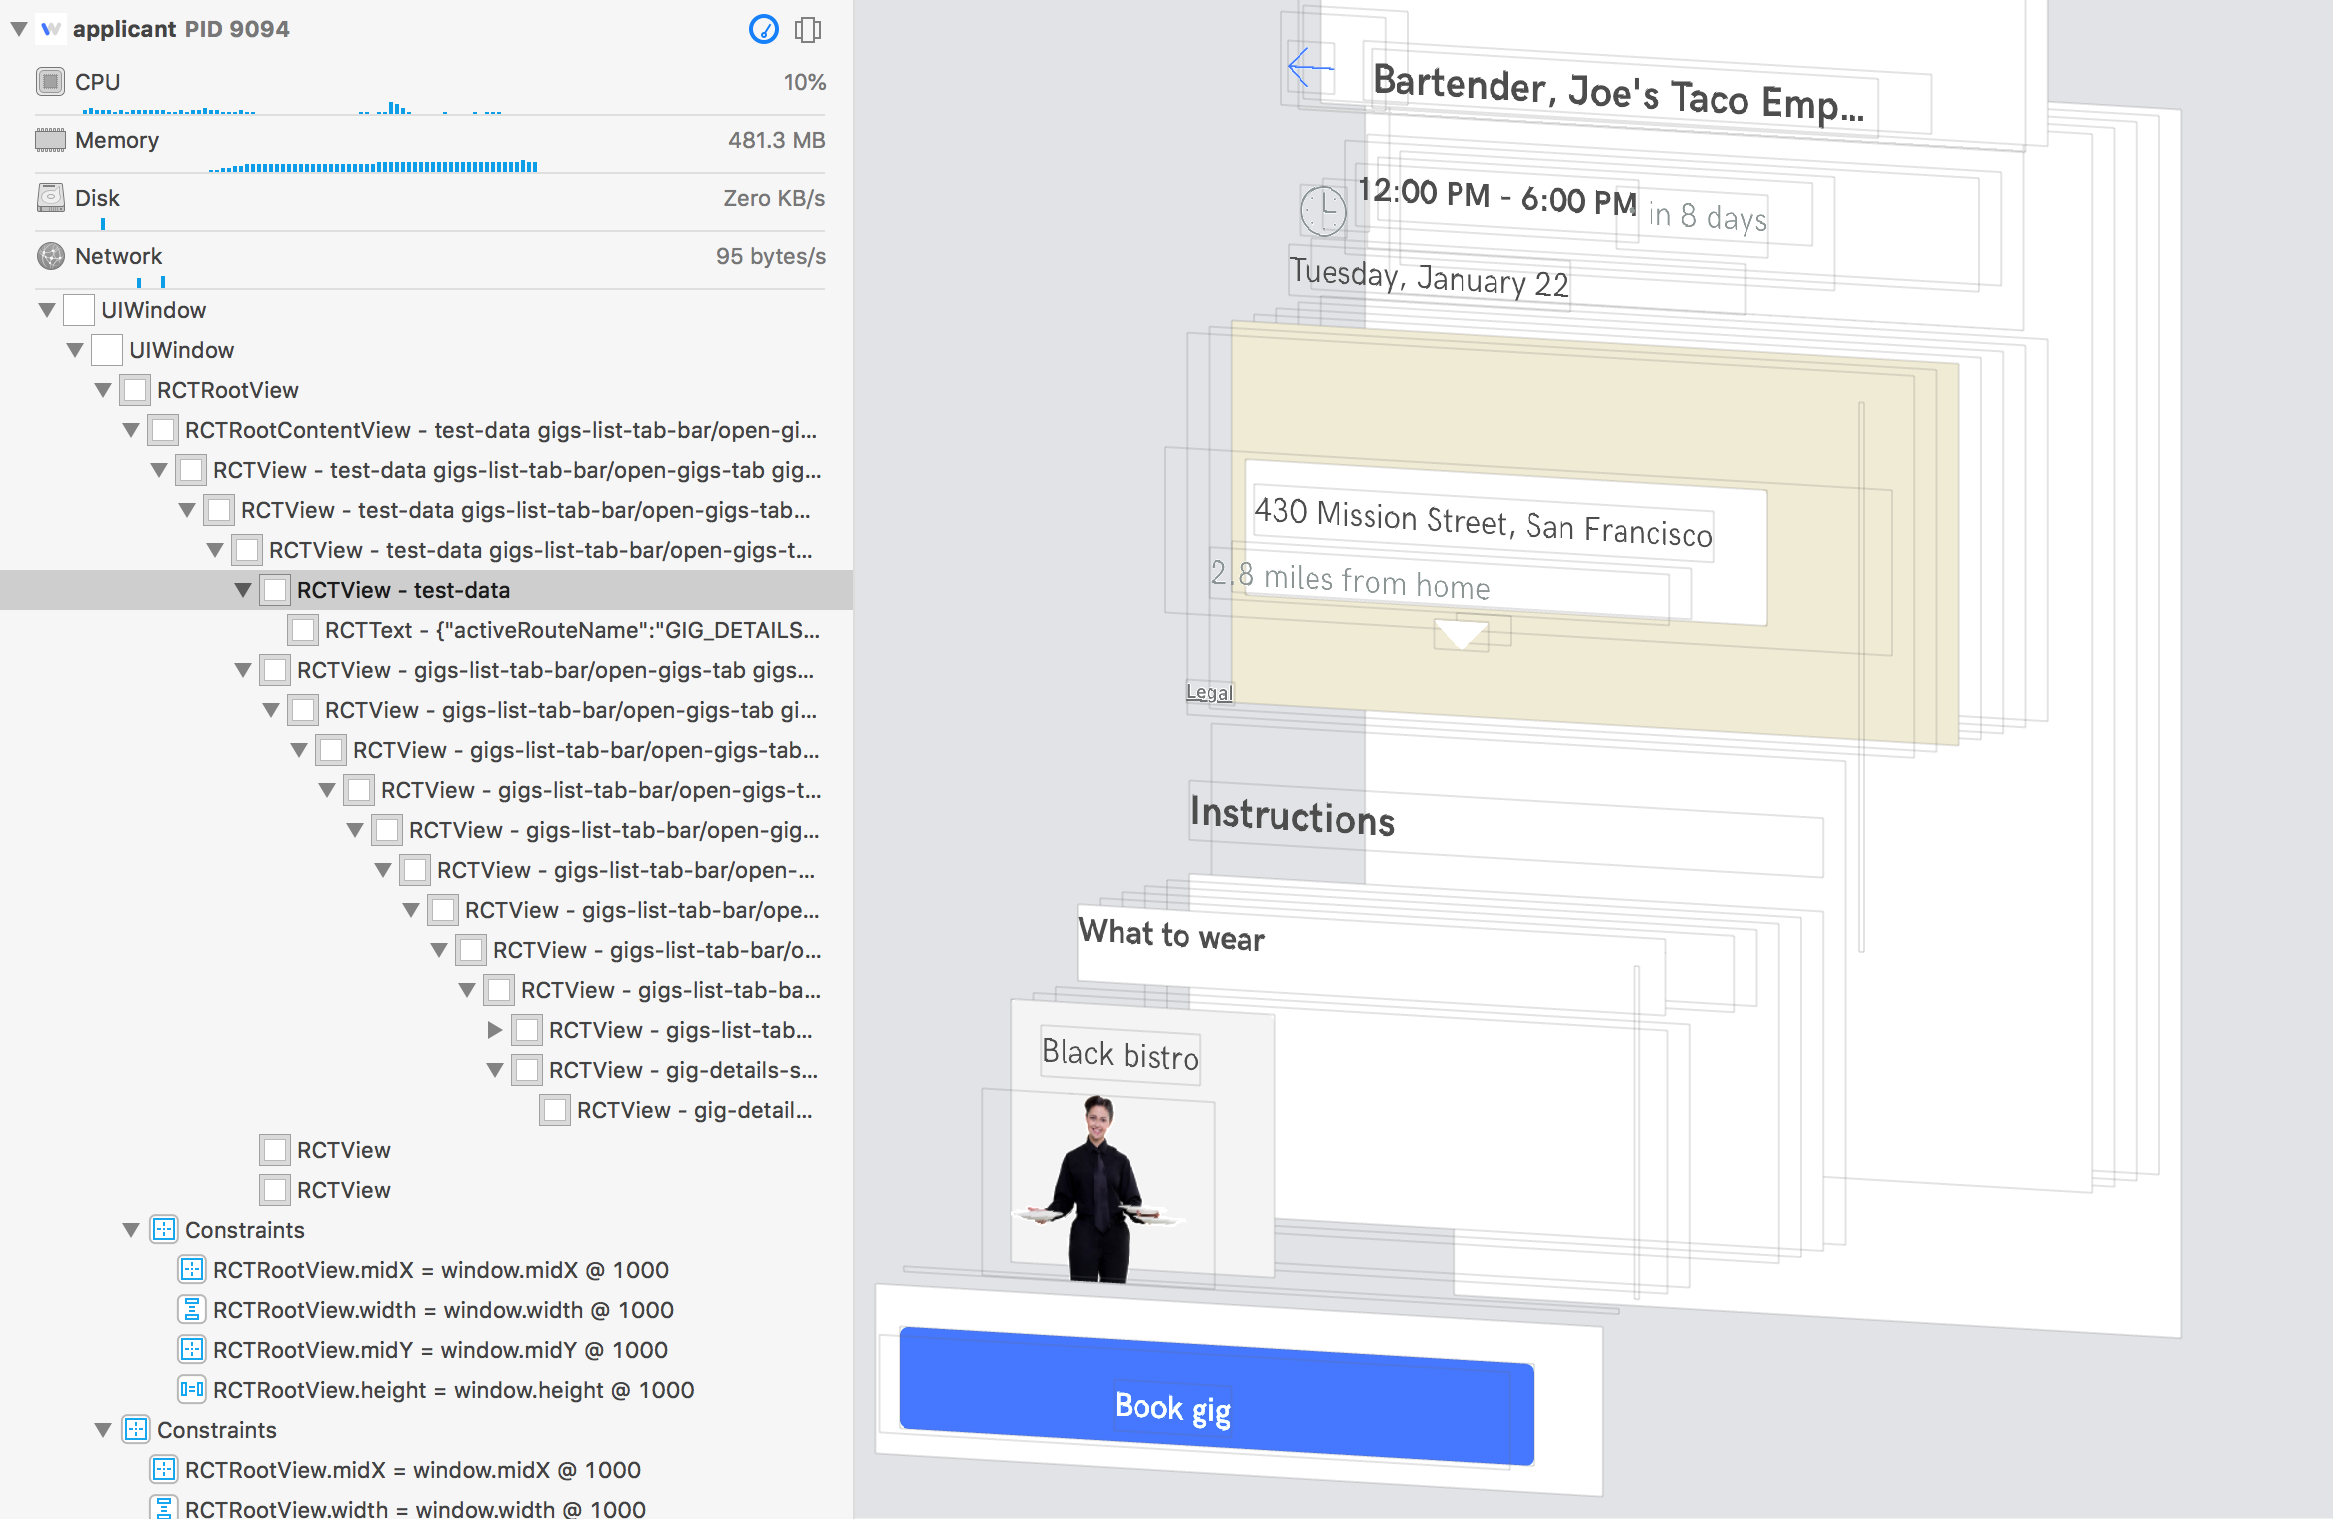 applicant PID 9094
CPU 10%
Memory 481.3 MB
Disk Zero KB/s
Network 95 bytes/s
UIWindow
UIWindow
RCTRootView
RCTRootContentView - test-data gigs-list-tab-bar/open-gi...
RCTView - test-data gigs-list-tab-bar/open-gigs-tab gig...
RCTView - test-data gigs-list-tab-bar/open-gigs-tab...
RCTView - test-data gigs-list-tab-bar/open-gigs-t...
RCTView - test-data
RCTText - {"activeRouteName":"GIG_DETAILS...
RCTView - gigs-list-tab-bar/open-gigs-tab gigs...
RCTView - gigs-list-tab-bar/open-gigs-tab gi...
RCTView - gigs-list-tab-bar/open-gigs-tab...
RCTView - gigs-list-tab-bar/open-gigs-t...
RCTView - gigs-list-tab-bar/open-gig...
RCTView - gigs-list-tab-bar/open-...
RCTView - gigs-list-tab-bar/ope...
RCTView - gigs-list-tab-bar/o...
RCTView - gigs-list-tab-ba...
RCTView - gigs-list-tab...
RCTView - gig-details-s...
RCTView - gig-detail...
RCTView
RCTView
Constraints
RCTRootView.midX = window.midX @ 1000
RCTRootView.width = window.width @ 1000
RCTRootView.midY = window.midY @ 1000
RCTRootView.height = window.height @ 1000
Constraints
RCTRootView.midX = window.midX @ 1000
RCTRootView.width = window.width @ 1000
Bartender, Joe's Taco Emp...
12:00 PM - 6:00 PM in 8 days
Tuesday, January 22
430 Mission Street, San Francisco
2.8 miles from home
Legal
Instructions
What to wear
Black bistro
Book gig